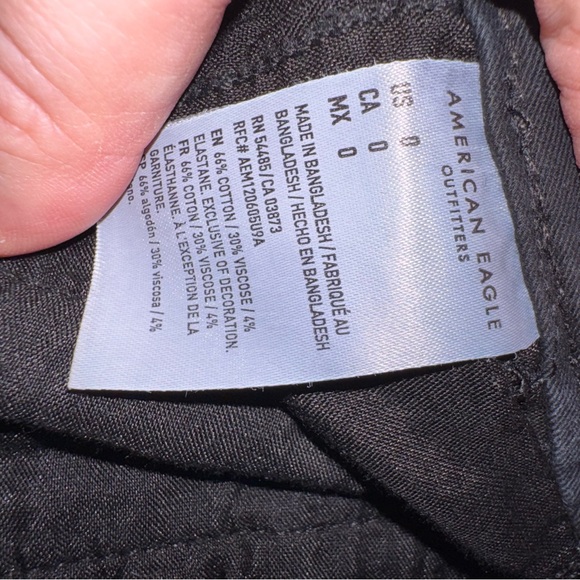 AMERICAN EAGLE
OUTFITTERS
US 0
CA 0
MX 0
MADE IN BANGLADESH / FABRIQUÉ AU
BANGLADESH / HECHO EN BANGLADESH
RN 54485 / CA 03873
RFC# AEM120605U9A
EN 66% COTTON / 30% VISCOSE / 4%
ELASTANE. EXCLUSIVE OF DECORATION.
FR 66% COTON / 30% VISCOSE / 4%
ÉLASTHANNE. À L'EXCEPTION DE LA
GARNITURE.
66% algodón / 30% viscosa / 4%